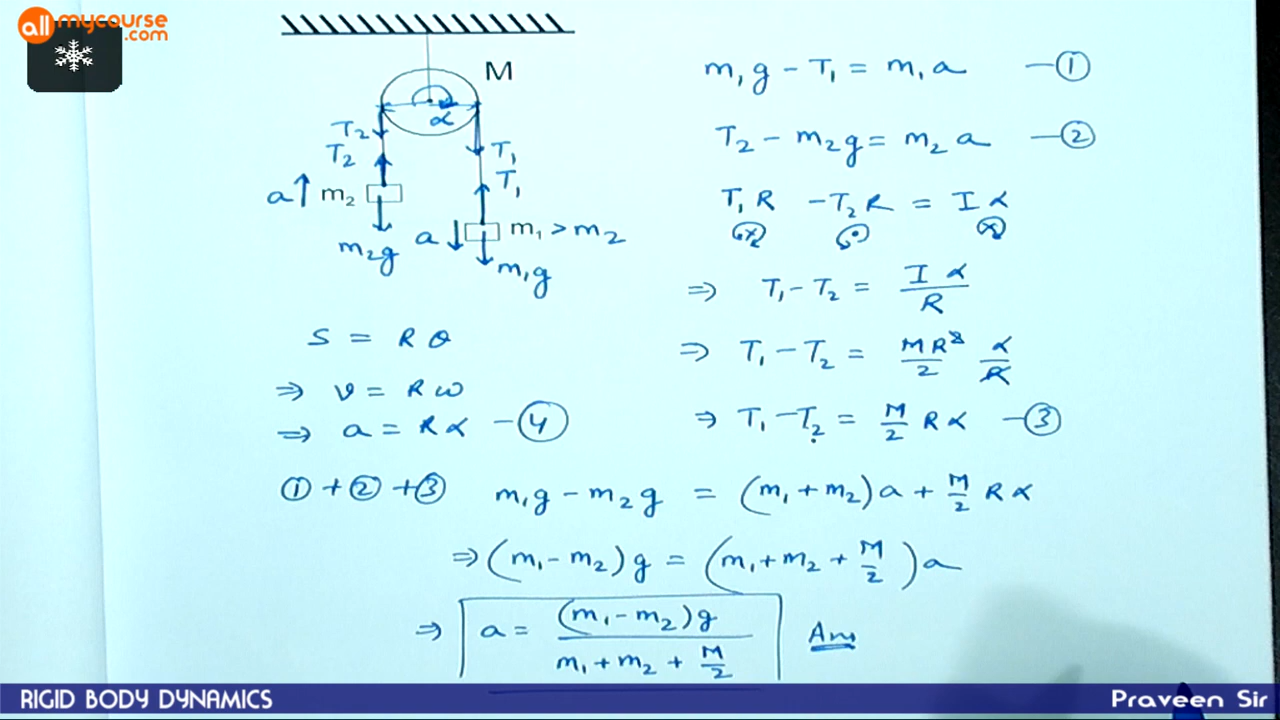 allmycourse.com
M
α
T₂
T₂
T₁
T₁
a↑ m₂
m₂g
a↓ m₁ > m₂
m₁g
m₁g - T₁ = m₁a —①
T₂ - m₂g = m₂a —②
T₁R - T₂R = Iα
⊗ ⊙ ⊗
⇒ T₁ - T₂ = Iα/R
⇒ T₁ - T₂ = MR²/2 α/R
⇒ T₁ - T₂ = M/2 Rα —③
S = Rθ
⇒ v = Rω
⇒ a = Rα —④
① + ② + ③ m₁g - m₂g = (m₁ + m₂)a + M/2 Rα
⇒ (m₁ - m₂)g = (m₁ + m₂ + M/2)a
⇒ a = (m₁ - m₂)g / m₁ + m₂ + M/2 Ans
RIGID BODY DYNAMICS
Praveen Sir